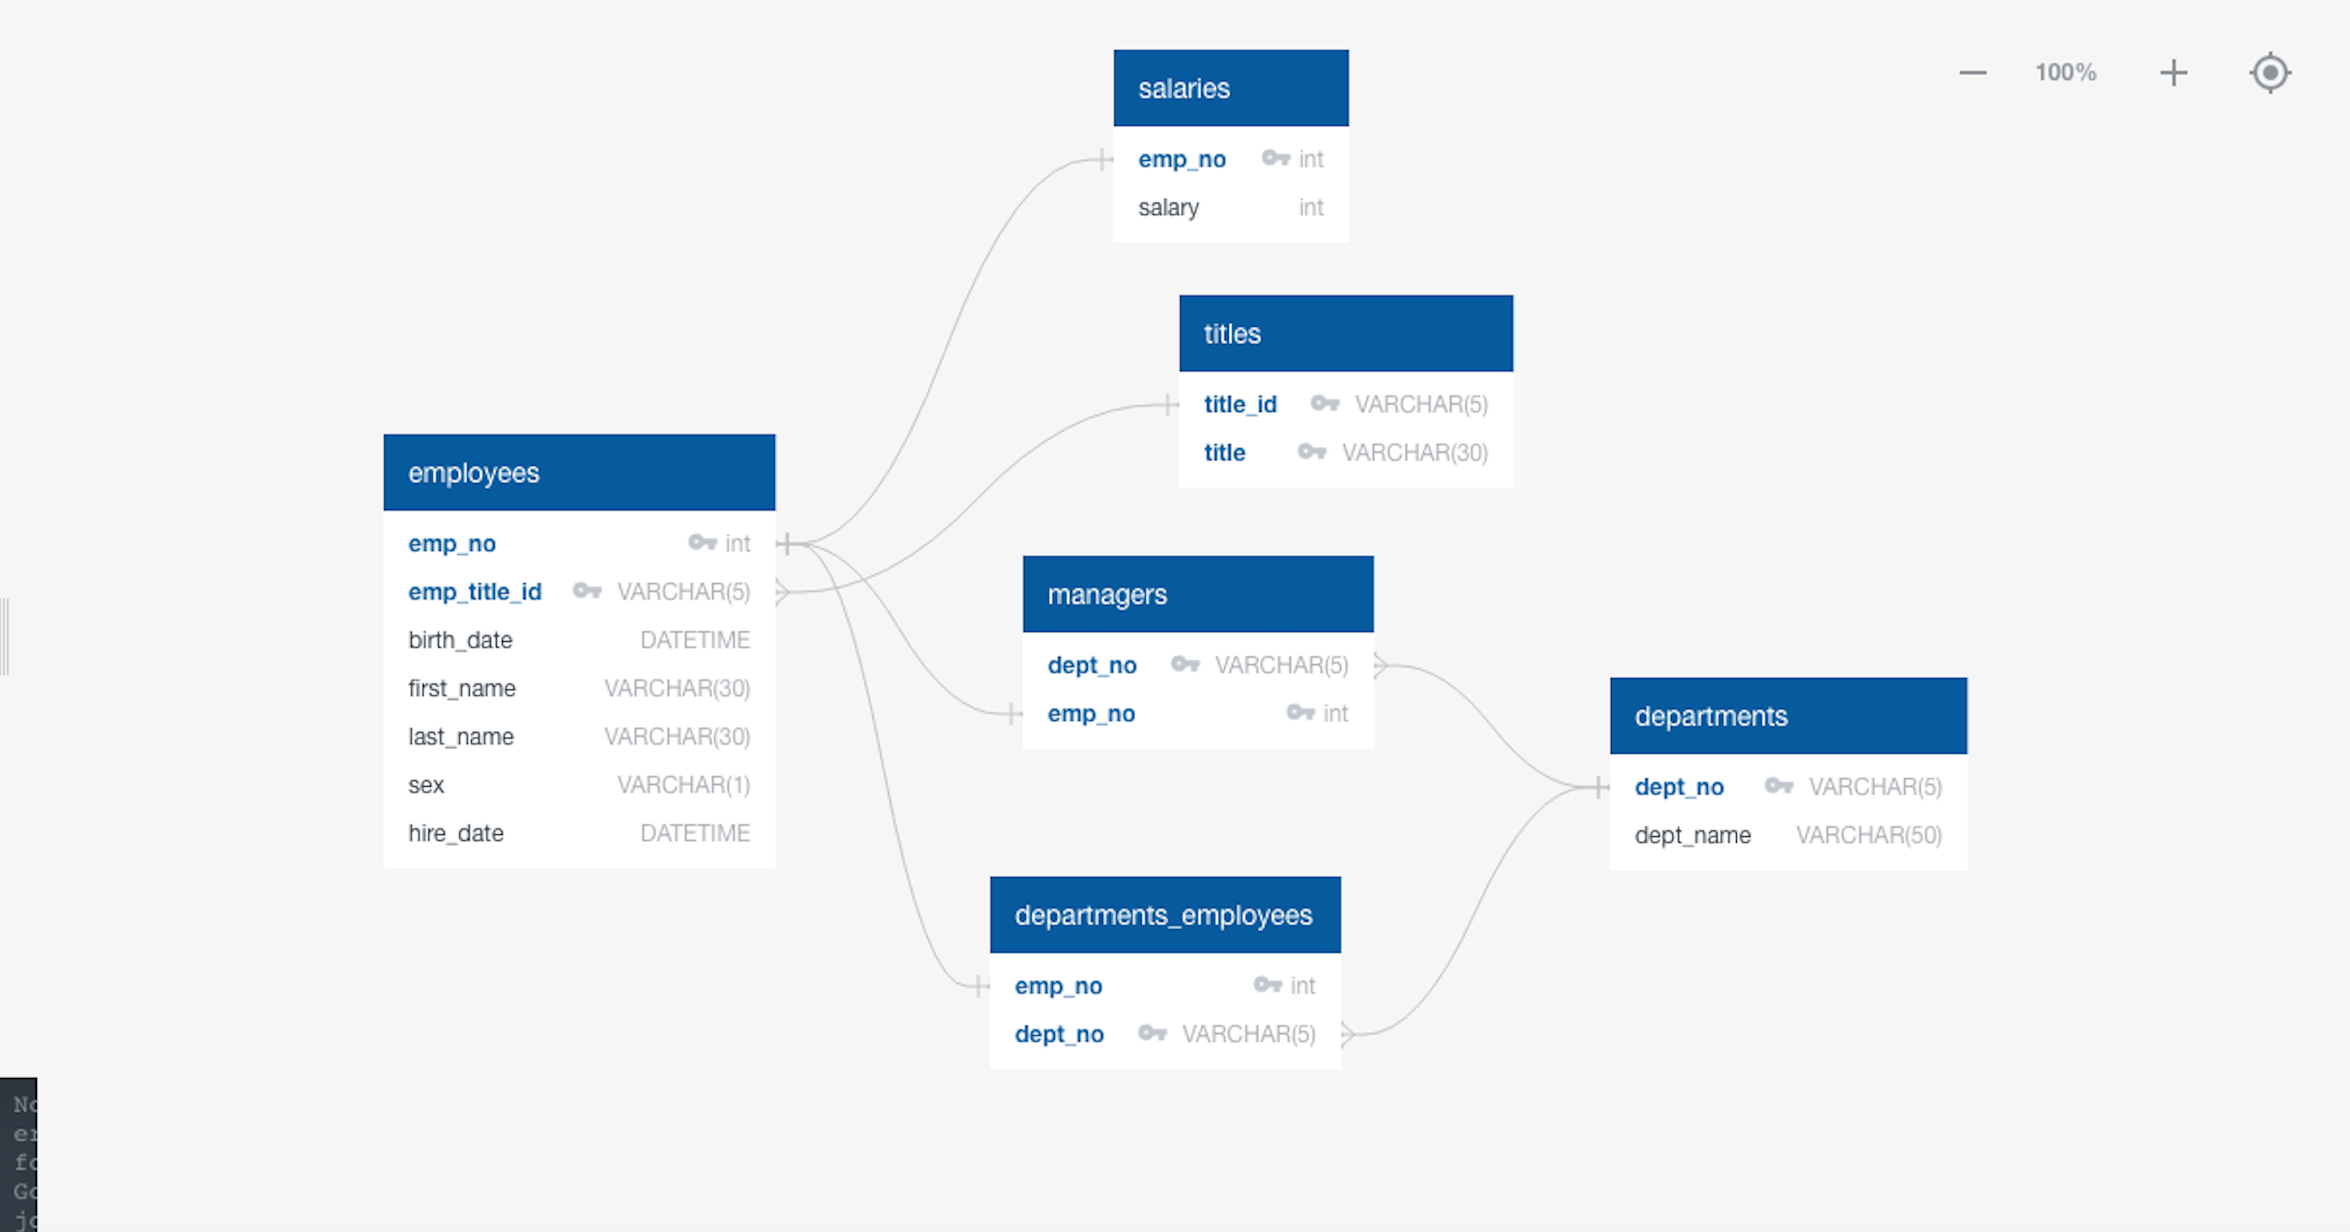 100%
salaries
emp_no int
salary int
titles
title_id VARCHAR(5)
title VARCHAR(30)
employees
emp_no int
emp_title_id VARCHAR(5)
birth_date DATETIME
first_name VARCHAR(30)
last_name VARCHAR(30)
sex VARCHAR(1)
hire_date DATETIME
managers
dept_no VARCHAR(5)
emp_no int
departments
dept_no VARCHAR(5)
dept_name VARCHAR(50)
departments_employees
emp_no int
dept_no VARCHAR(5)